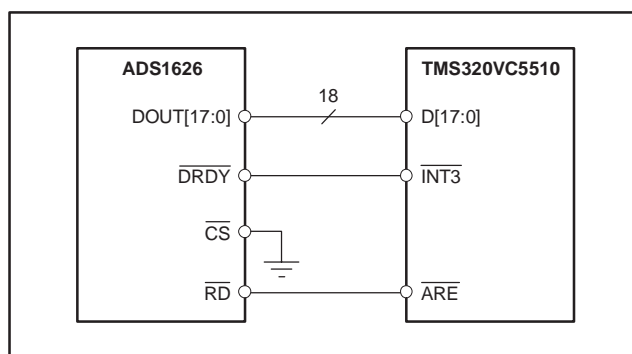 ADS1626 TMS320VC5510
18
DOUT[17:0] D[17:0]
DRDY INT3
CS
RD ARE